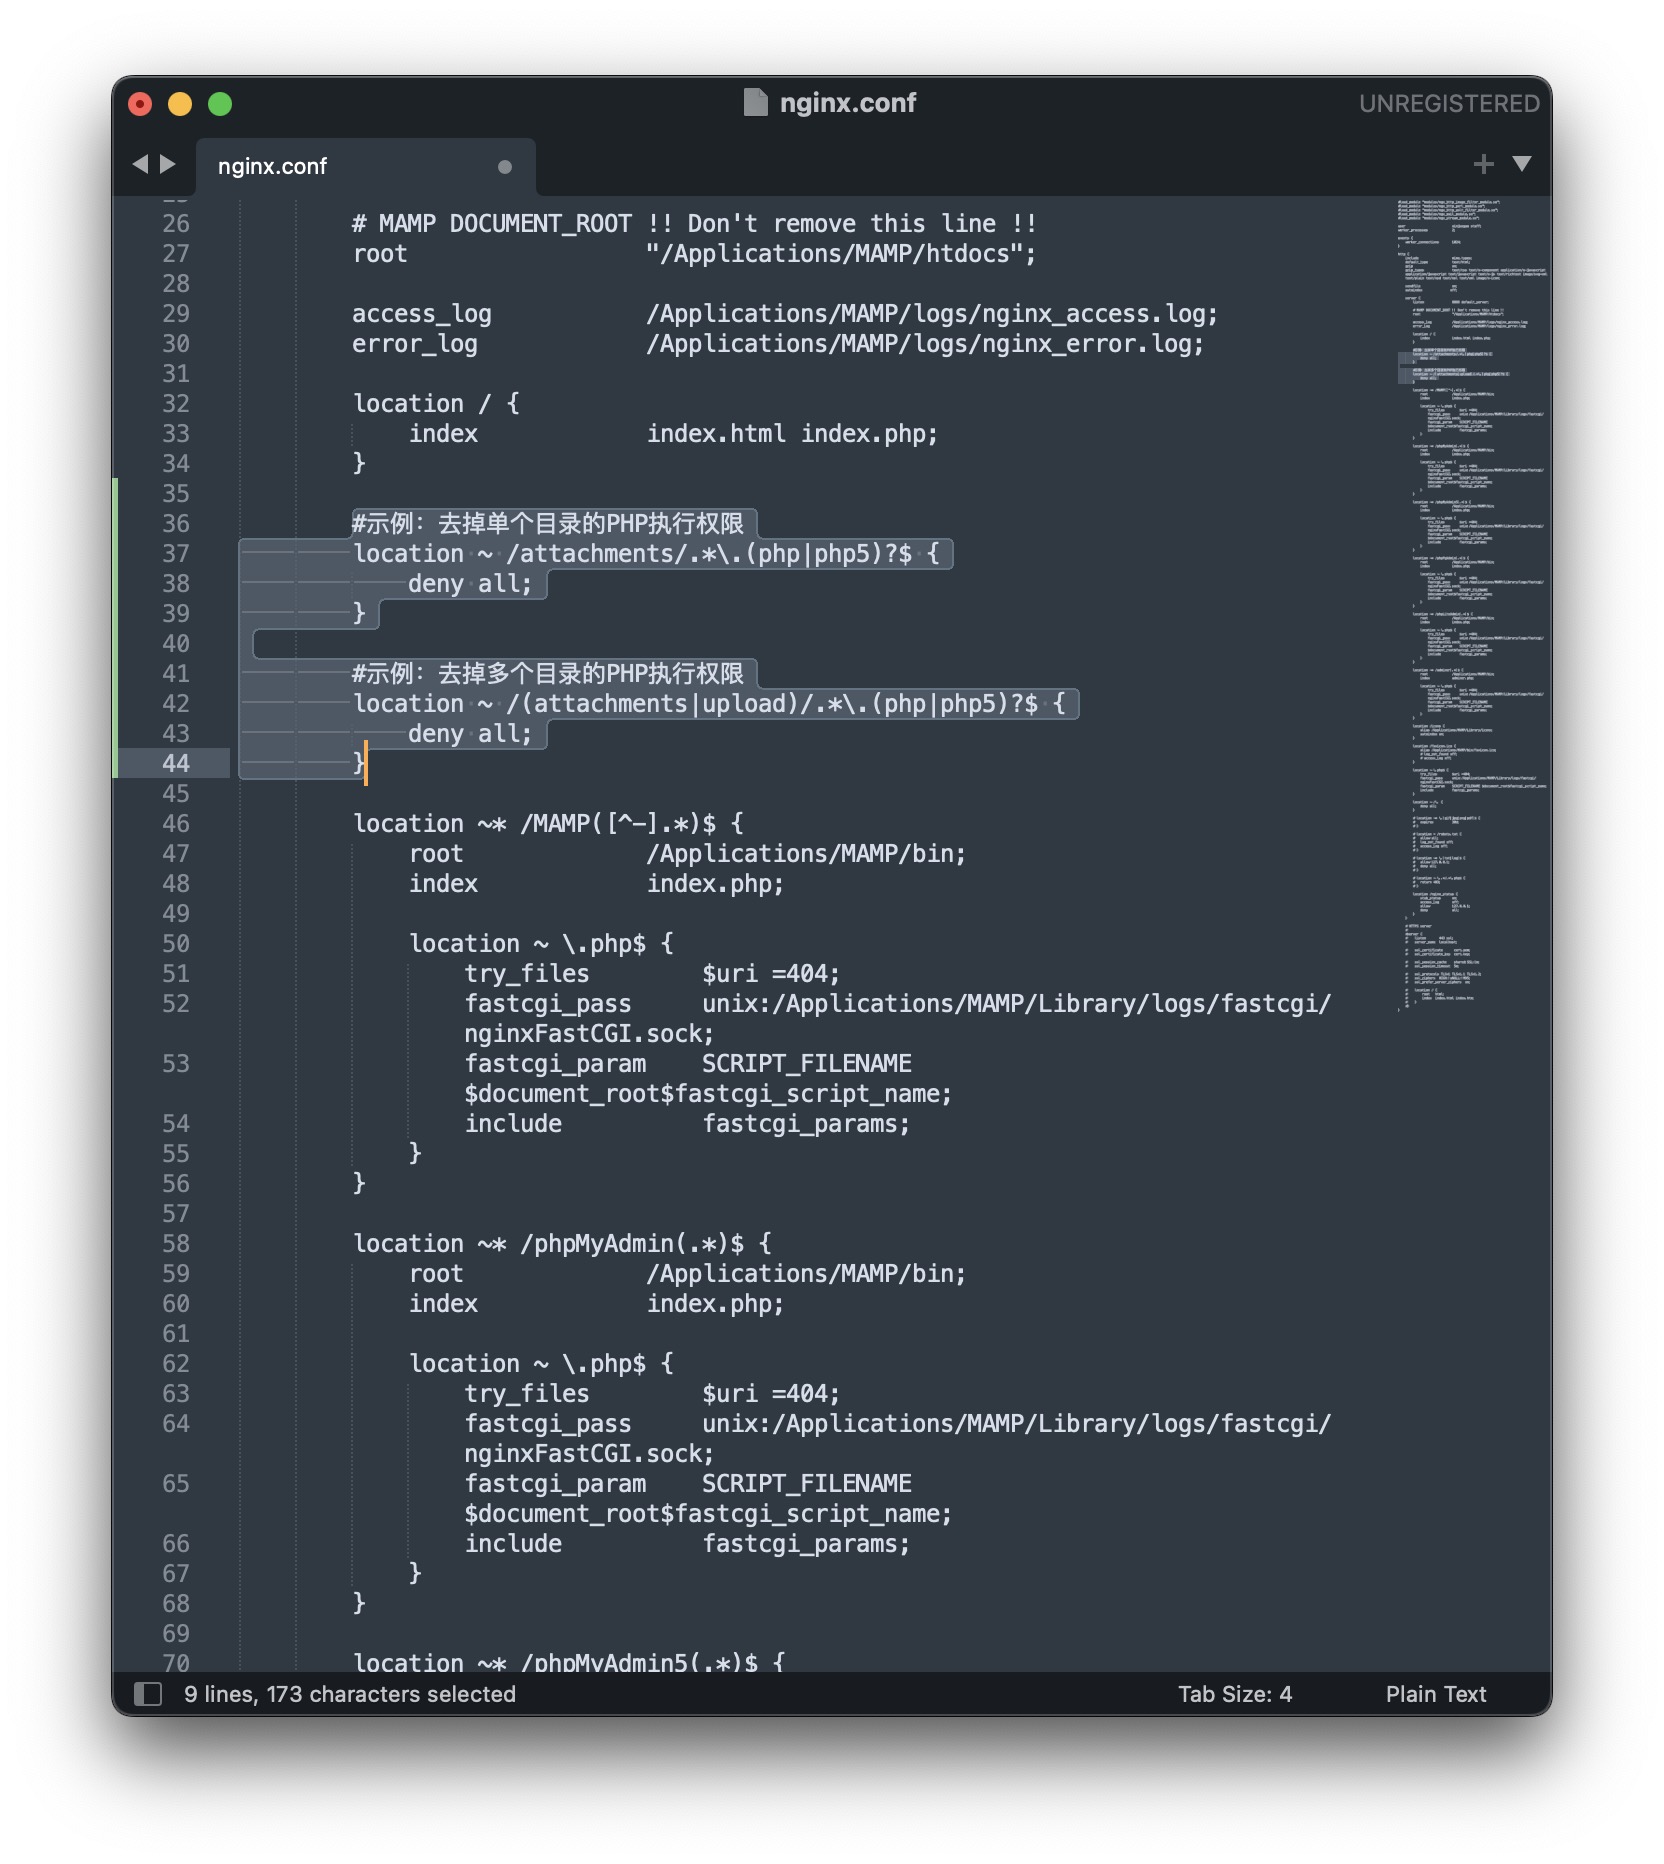 nginx.conf
UNREGISTERED
nginx.conf
26 # MAMP DOCUMENT_ROOT !! Don't remove this line !!
27 root "/Applications/MAMP/htdocs";
28
29 access_log /Applications/MAMP/logs/nginx_access.log;
30 error_log /Applications/MAMP/logs/nginx_error.log;
31
32 location / {
33 index index.html index.php;
34 }
35
36 #示例：去掉单个目录的PHP执行权限
37 location ~ /attachments/.*\.(php|php5)?$ {
38 deny all;
39 }
40
41 #示例：去掉多个目录的PHP执行权限
42 location ~ /(attachments|upload)/.*\.(php|php5)?$ {
43 deny all;
44 }
45
46 location ~* /MAMP([^-].*)$ {
47 root /Applications/MAMP/bin;
48 index index.php;
49
50 location ~ \.php$ {
51 try_files $uri =404;
52 fastcgi_pass unix:/Applications/MAMP/Library/logs/fastcgi/
nginxFastCGI.sock;
53 fastcgi_param SCRIPT_FILENAME
$document_root$fastcgi_script_name;
54 include fastcgi_params;
55 }
56 }
57
58 location ~* /phpMyAdmin(.*)$ {
59 root /Applications/MAMP/bin;
60 index index.php;
61
62 location ~ \.php$ {
63 try_files $uri =404;
64 fastcgi_pass unix:/Applications/MAMP/Library/logs/fastcgi/
nginxFastCGI.sock;
65 fastcgi_param SCRIPT_FILENAME
$document_root$fastcgi_script_name;
66 include fastcgi_params;
67 }
68 }
69
70 location ~* /phpMyAdmin5(.*)$ {
9 lines, 173 characters selected
Tab Size: 4
Plain Text